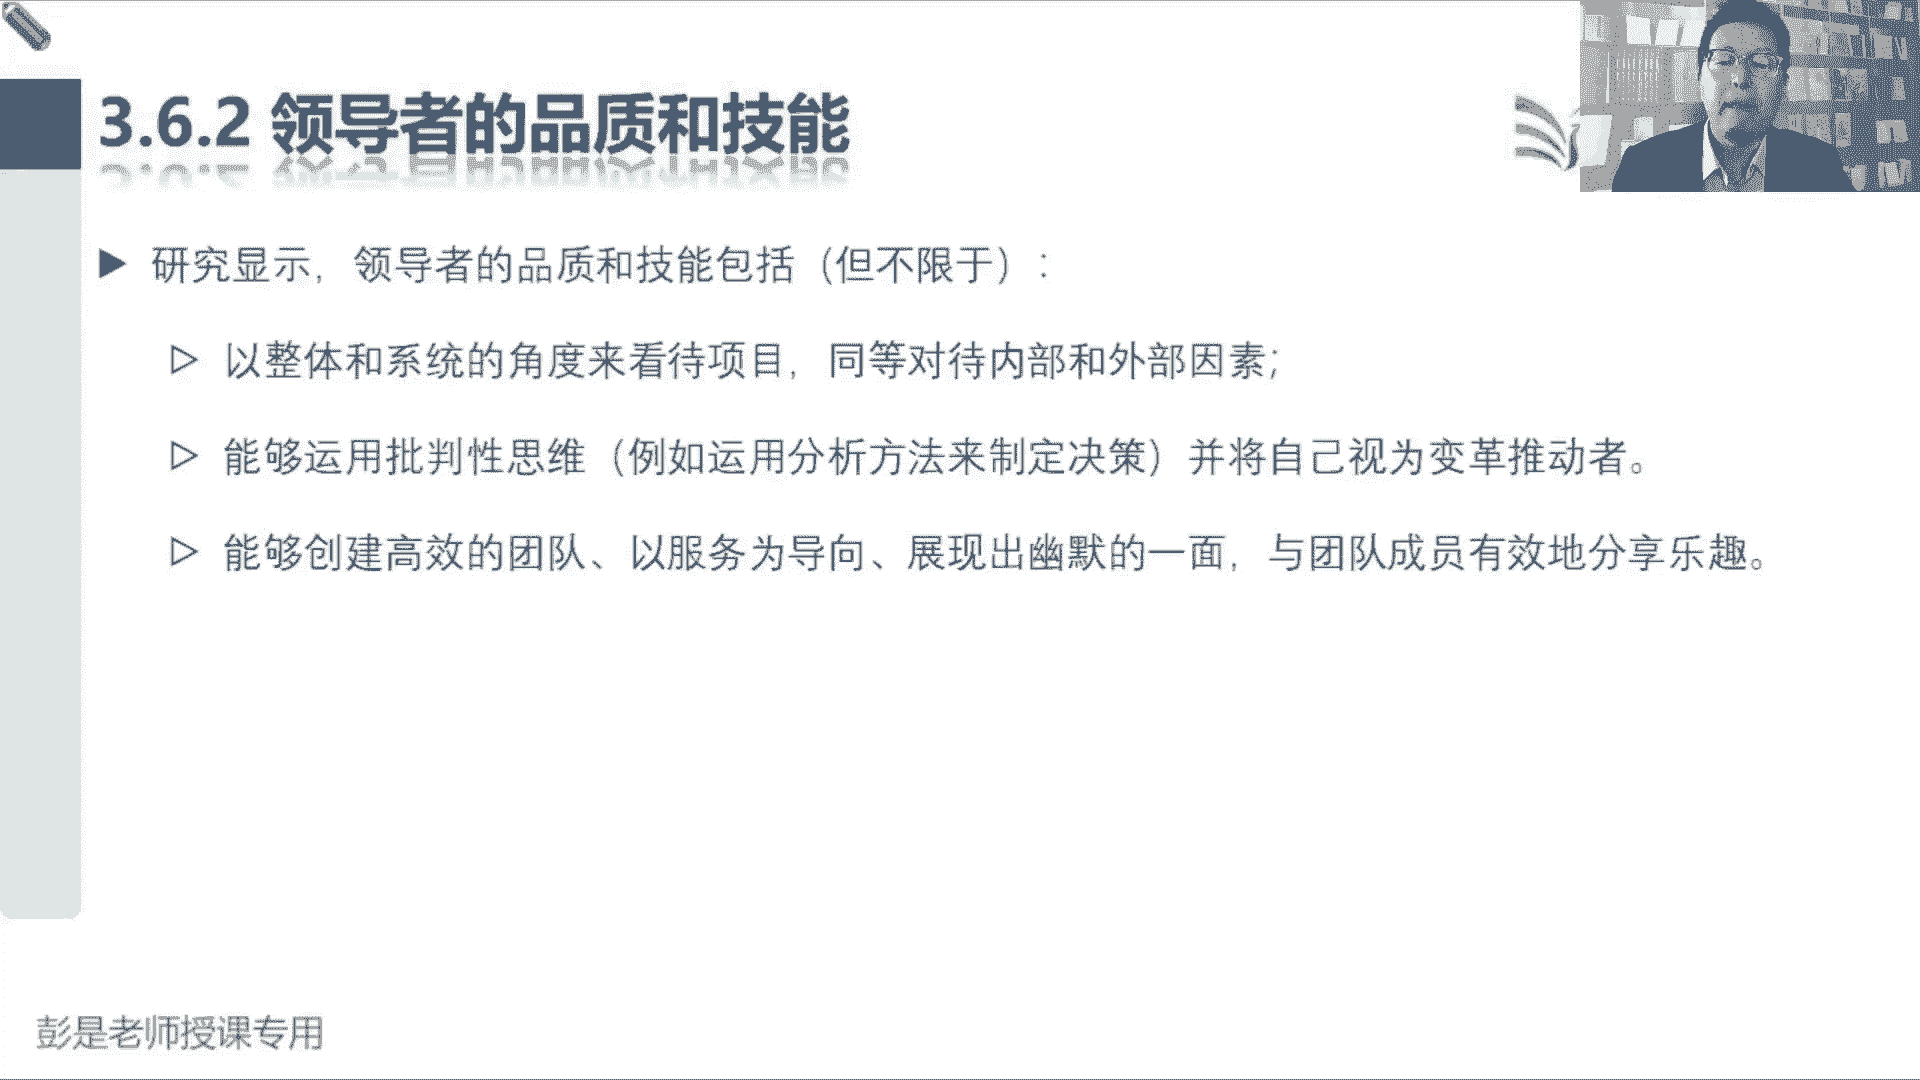 3.6.2 领导者的品质和技能
研究显示，领导者的品质和技能包括（但不限于）：
以整体和系统的角度来看待项目，同等对待内部和外部因素；
能够运用批判性思维（例如运用分析方法来制定决策）并将自己视为变革推动者。
能够创建高效的团队、以服务为导向、展现出幽默的一面，与团队成员有效地分享乐趣。
彭是老师授课专用